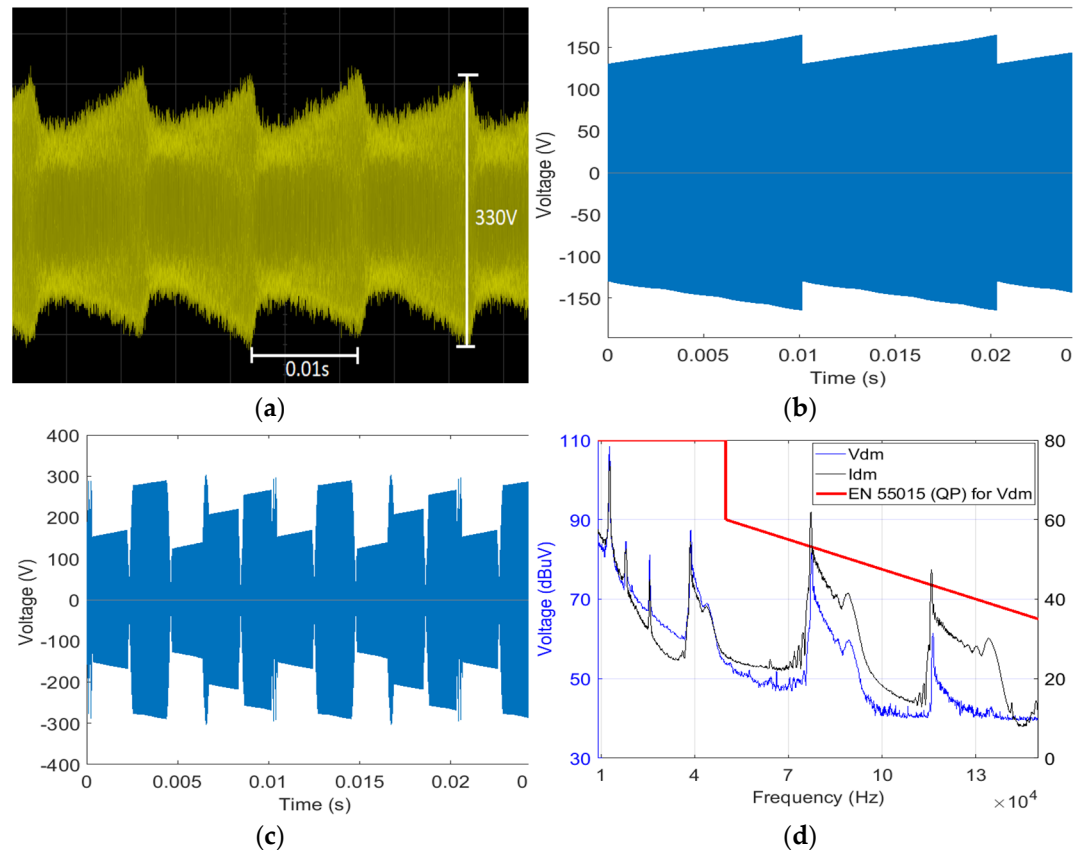 330V
0.01s
(a)
150
100
50
0
-50
-100
-150
Voltage (V)
0
0.005
0.01
0.015
0.02
0
Time (s)
(b)
400
300
200
100
0
-100
-200
-300
-400
Voltage (V)
0
0.005
0.01
0.015
0.02
0
Time (s)
(c)
110
90
70
50
30
Voltage (dBuV)
80
60
40
20
0
Vdm
Idm
EN 55015 (QP) for Vdm
1
4
7
10
13
Frequency (Hz)
×10⁴
(d)